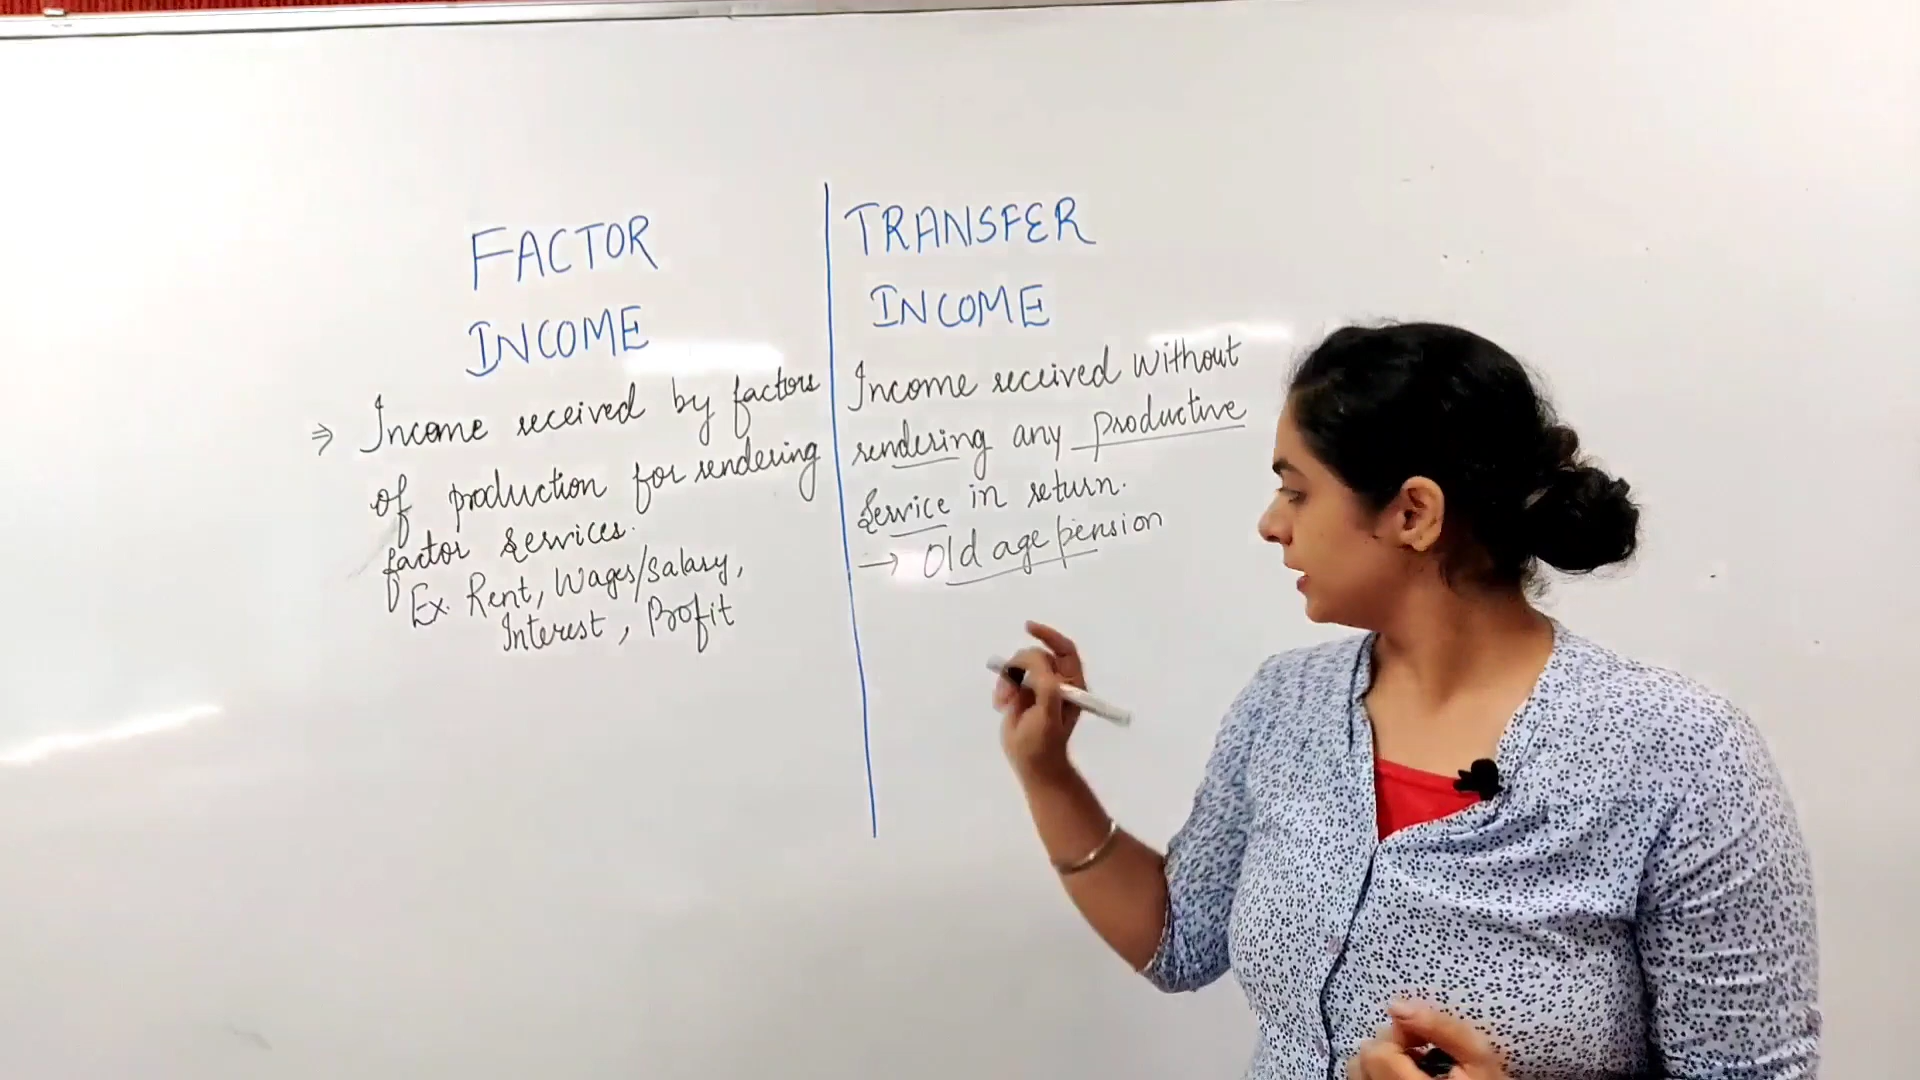 FACTOR
INCOME
⇒ Income received by factors
of production for rendering
factor services.
Ex. Rent, Wages/Salary,
Interest, Profit
TRANSFER
INCOME
Income received without
rendering any productive
service in return.
→ Old age pension